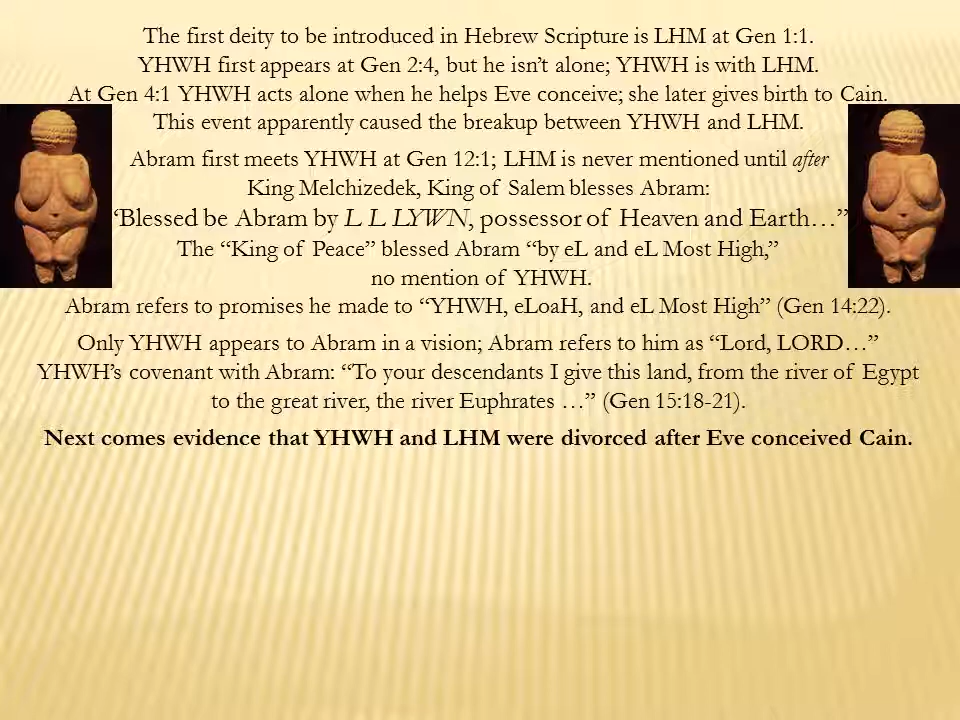 The first deity to be introduced in Hebrew Scripture is LHM at Gen 1:1.
YHWH first appears at Gen 2:4, but he isn’t alone; YHWH is with LHM.
At Gen 4:1 YHWH acts alone when he helps Eve conceive; she later gives birth to Cain.
This event apparently caused the breakup between YHWH and LHM.
Abram first meets YHWH at Gen 12:1; LHM is never mentioned until after
King Melchizedek, King of Salem blesses Abram:
‘Blessed be Abram by L L LYWN, possessor of Heaven and Earth…”
The “King of Peace” blessed Abram “by eL and eL Most High,”
no mention of YHWH.
Abram refers to promises he made to “YHWH, eLoaH, and eL Most High” (Gen 14:22).
Only YHWH appears to Abram in a vision; Abram refers to him as “Lord, LORD…”
YHWH’s covenant with Abram: “To your descendants I give this land, from the river of Egypt
to the great river, the river Euphrates …” (Gen 15:18-21).
Next comes evidence that YHWH and LHM were divorced after Eve conceived Cain.